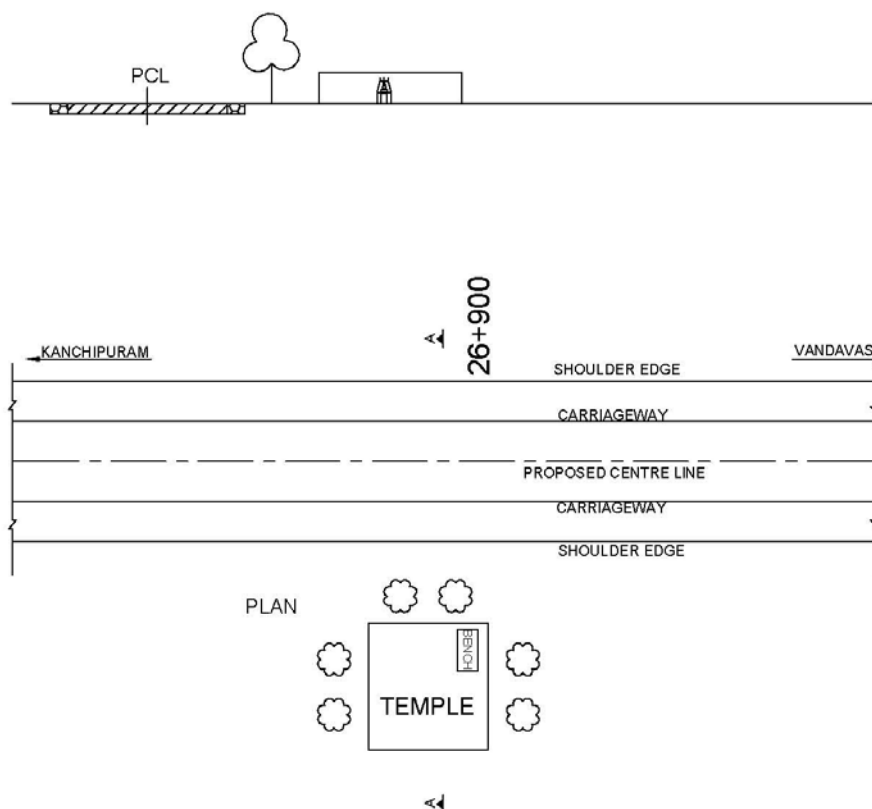 PCL
A
26+900
KANCHIPURAM
VANDAVAS
SHOULDER EDGE
CARRIAGEWAY
PROPOSED CENTRE LINE
CARRIAGEWAY
SHOULDER EDGE
PLAN
BENCH
TEMPLE
A